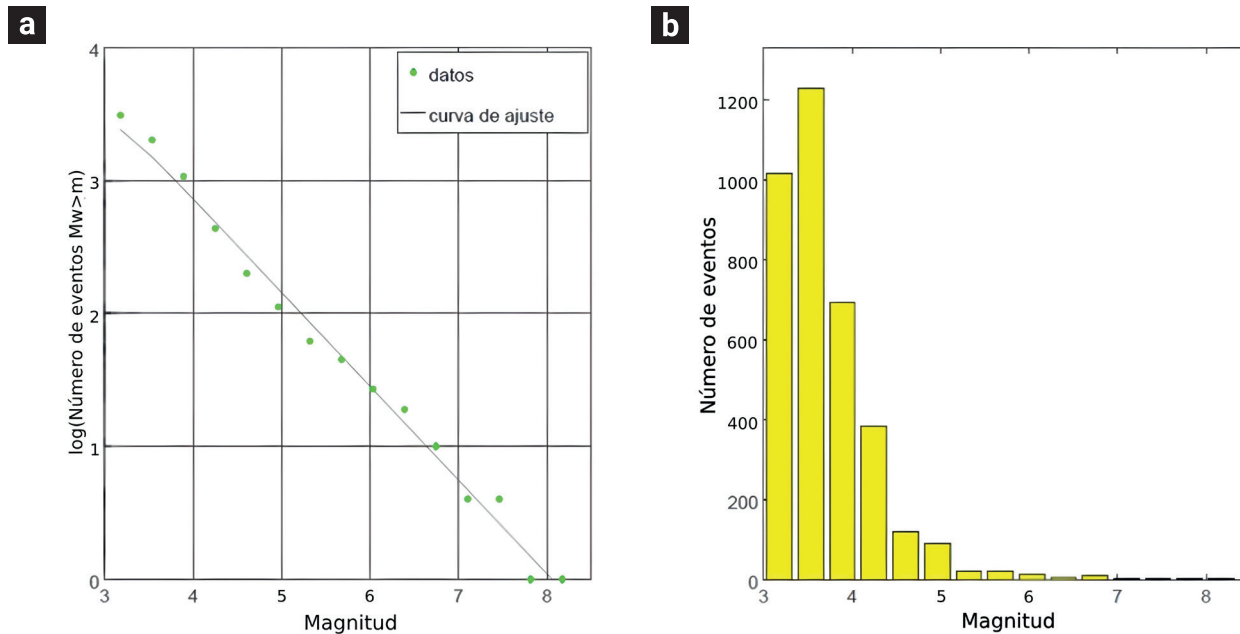 a
4
3
2
1
0
log(Número de eventos Mw>m)
datos
curva de ajuste
3 4 5 6 7 8
Magnitud
b
1200
1000
800
600
400
200
0
Número de eventos
3 4 5 6 7 8
Magnitud